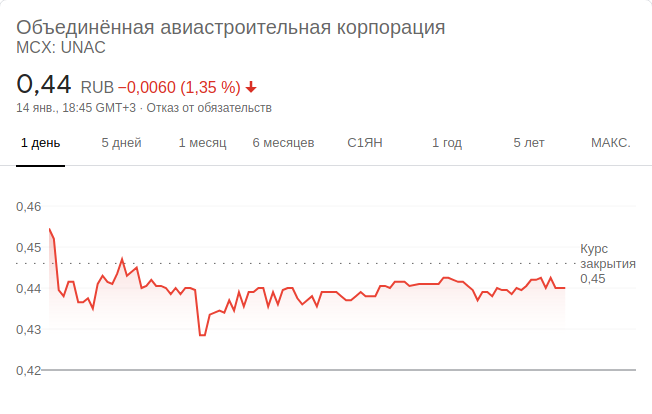 Объединённая авиастроительная корпорация
MCX: UNAC
0,44 RUB −0,0060 (1,35 %)
14 янв., 18:45 GMT+3 · Отказ от обязательств
1 день 5 дней 1 месяц 6 месяцев С1ЯН 1 год 5 лет МАКС.
0,46
0,45
0,44
0,43
0,42
Курс
закрытия
0,45